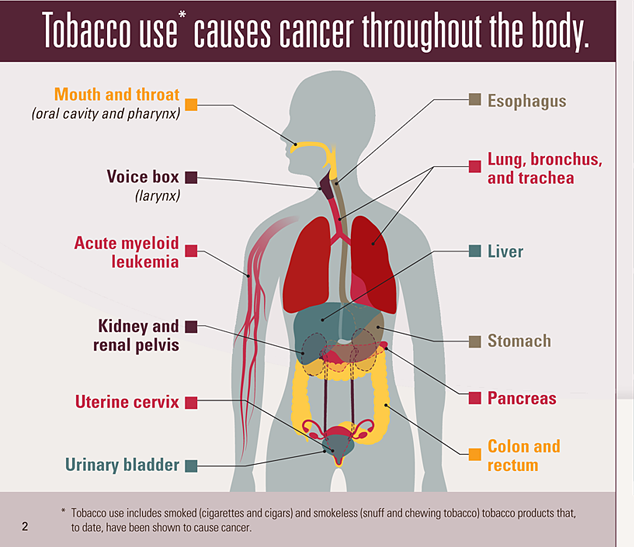 Tobacco use* causes cancer throughout the body.
Mouth and throat
(oral cavity and pharynx)
Voice box
(larynx)
Acute myeloid
leukemia
Kidney and
renal pelvis
Uterine cervix
Urinary bladder
Esophagus
Lung, bronchus,
and trachea
Liver
Stomach
Pancreas
Colon and
rectum
* Tobacco use includes smoked (cigarettes and cigars) and smokeless (snuff and chewing tobacco) tobacco products that,
to date, have been shown to cause cancer.
2